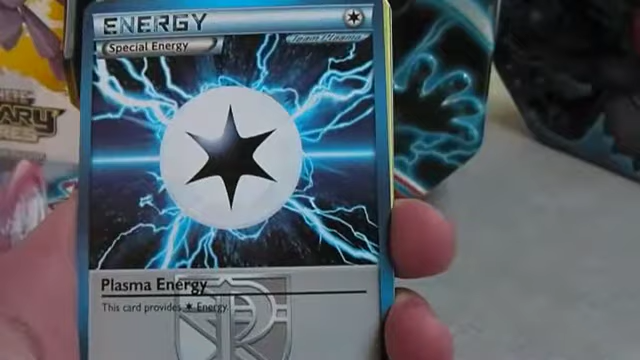 ENERGY
Special Energy
Team Plasma
Plasma Energy
This card provides Energy.